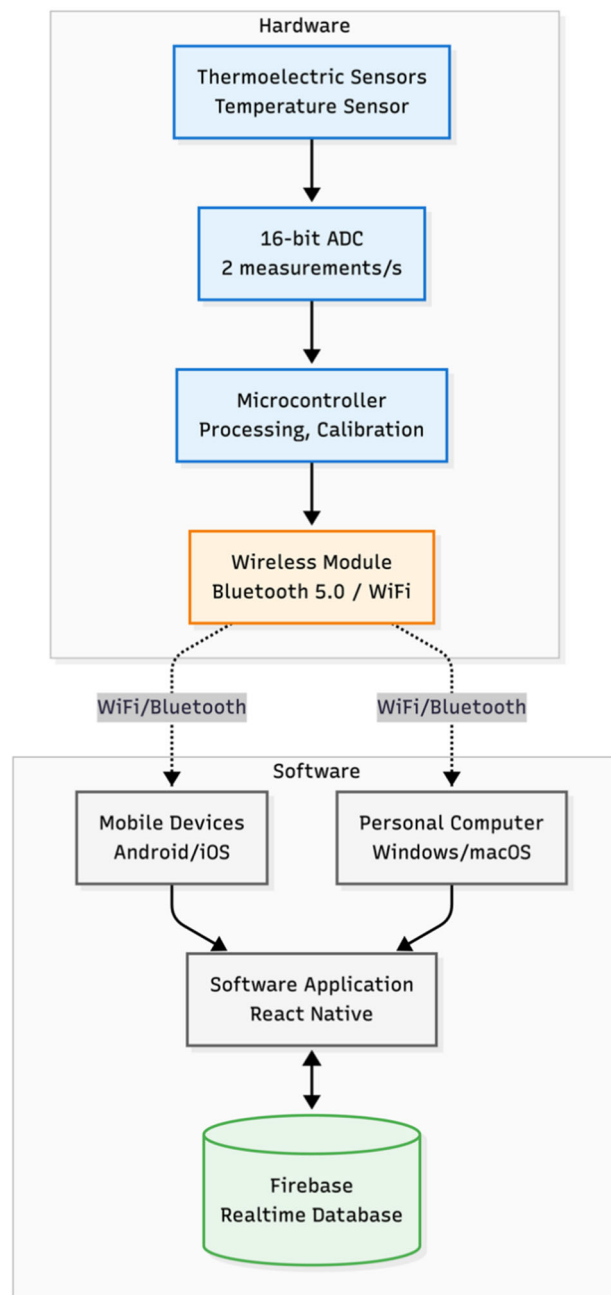 Hardware
Thermoelectric Sensors
Temperature Sensor
16-bit ADC
2 measurements/s
Microcontroller
Processing, Calibration
Wireless Module
Bluetooth 5.0 / WiFi
WiFi/Bluetooth
WiFi/Bluetooth
Software
Mobile Devices
Android/iOS
Personal Computer
Windows/macOS
Software Application
React Native
Firebase
Realtime Database